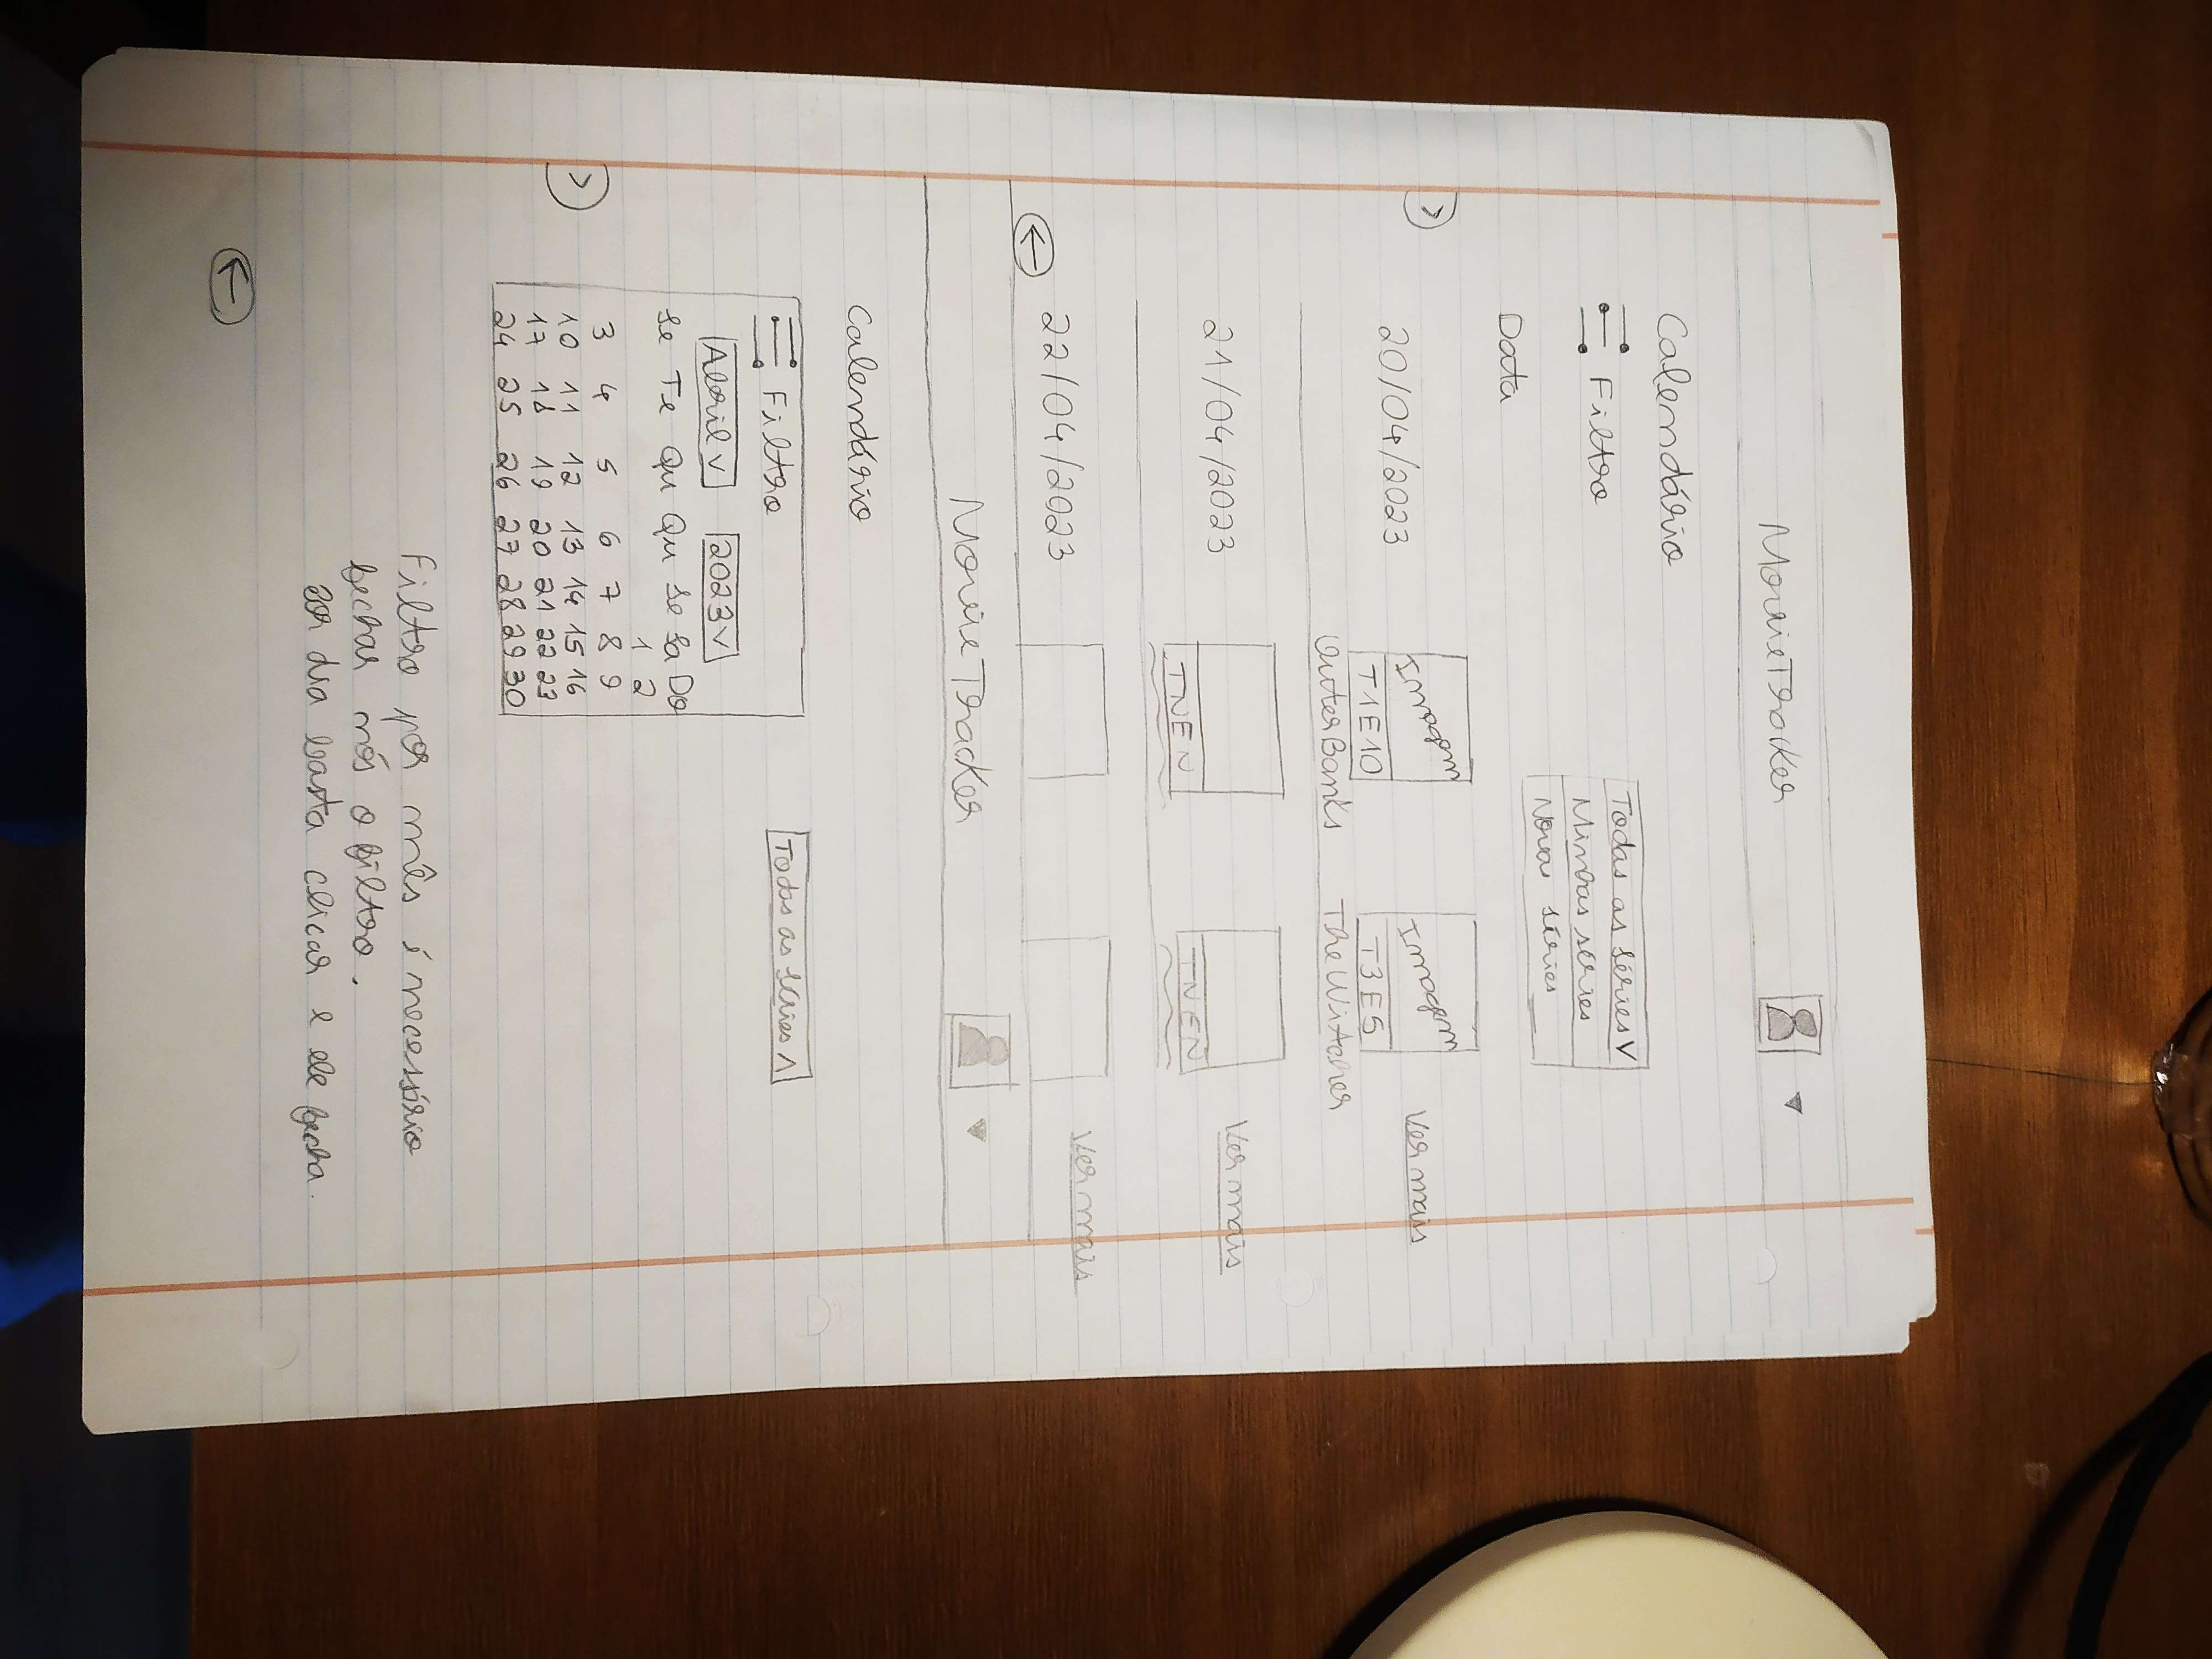 MovieTracker
Calendário
Filtro
Todas as séries V
Minhas séries
Novas séries
Data
20/04/2023
Imagem
T1E10
OuterBanks
Imagem
T3E5
The Witcher
Ver mais
21/04/2023
TNEN
TNEN
Ver mais
22/04/2023
Ver mais
MovieTracker
Calendário
Filtro
Todas as séries Λ
Abril V 2023 V
Se Te Qu Qu Se Sa Do
1 2
3 4 5 6 7 8 9
10 11 12 13 14 15 16
17 18 19 20 21 22 23
24 25 26 27 28 29 30
Filtro por mês é necessário
fechar nós o filtro.
Por dia basta clicar e ele fecha.